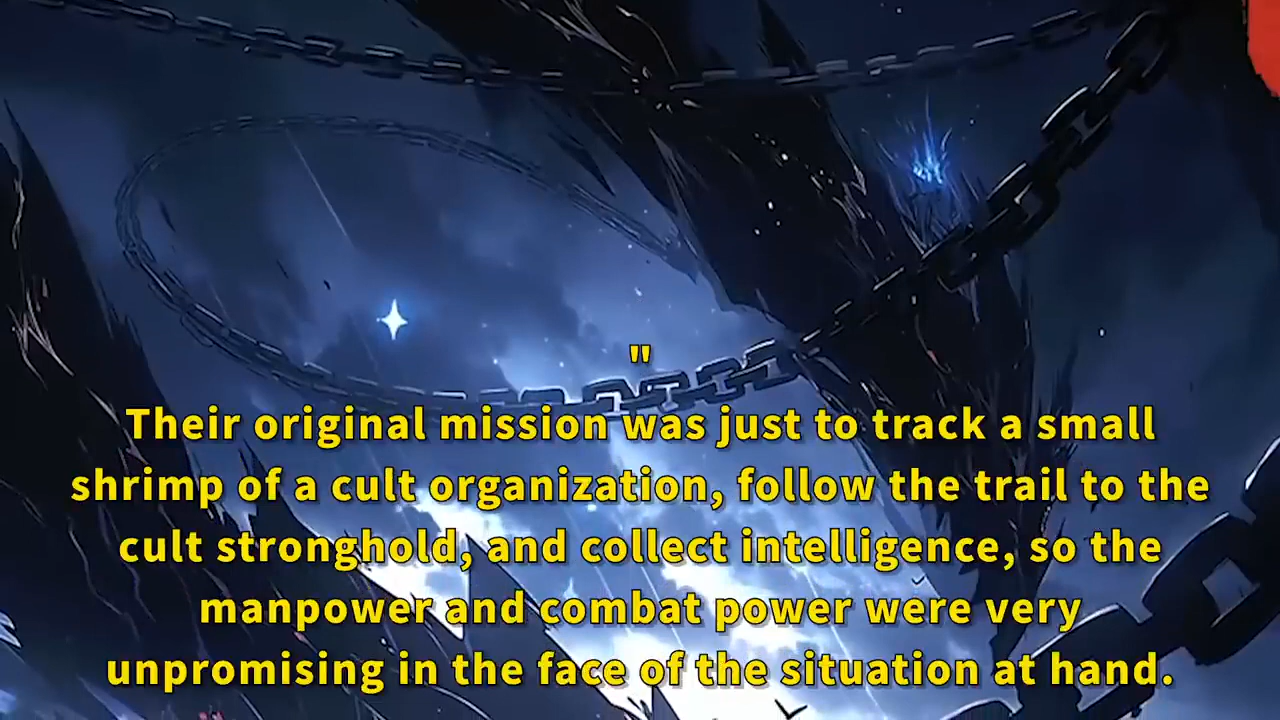 "
Their original mission was just to track a small
shrimp of a cult organization, follow the trail to the
cult stronghold, and collect intelligence, so the
manpower and combat power were very
unpromising in the face of the situation at hand.